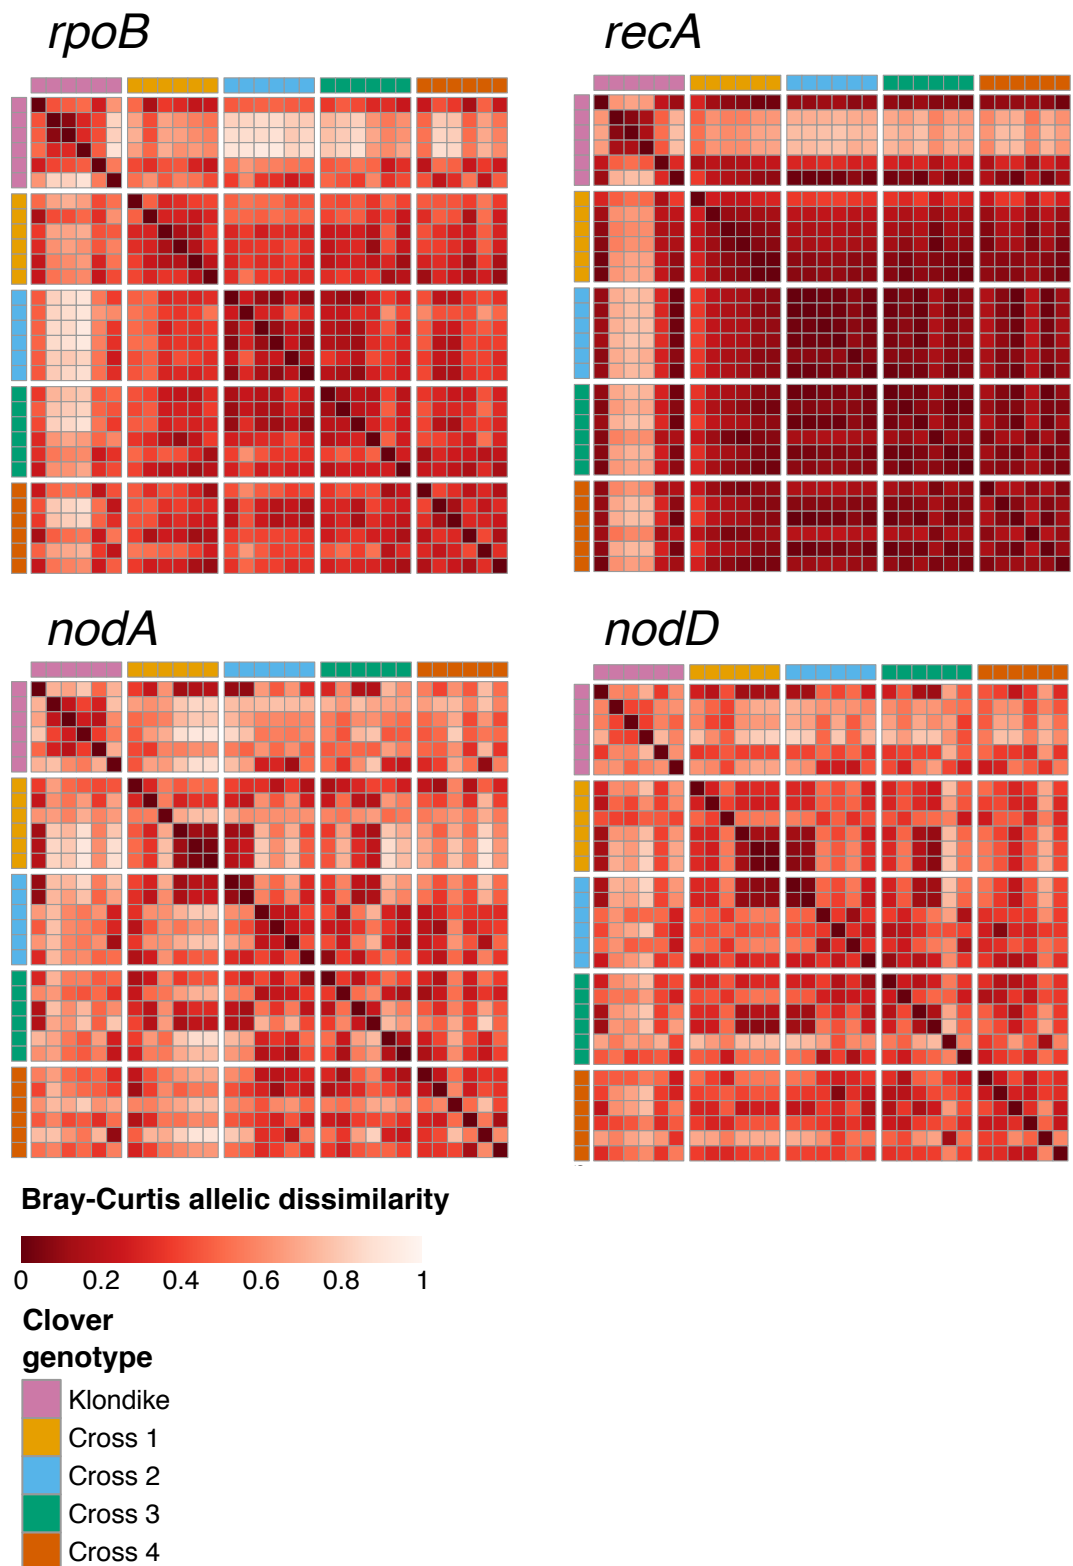 rpoB
recA
nodA
nodD
Bray-Curtis allelic dissimilarity
0 0.2 0.4 0.6 0.8 1
Clover
genotype
Klondike
Cross 1
Cross 2
Cross 3
Cross 4